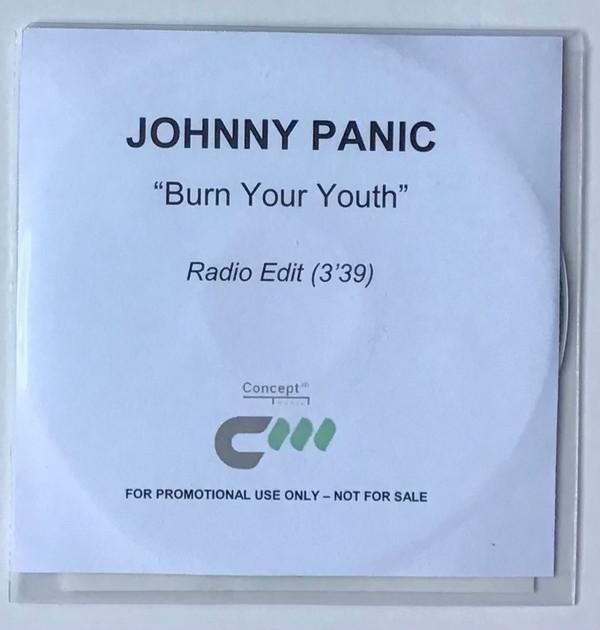 JOHNNY PANIC
“Burn Your Youth”
Radio Edit (3’39)
Concept
FOR PROMOTIONAL USE ONLY – NOT FOR SALE